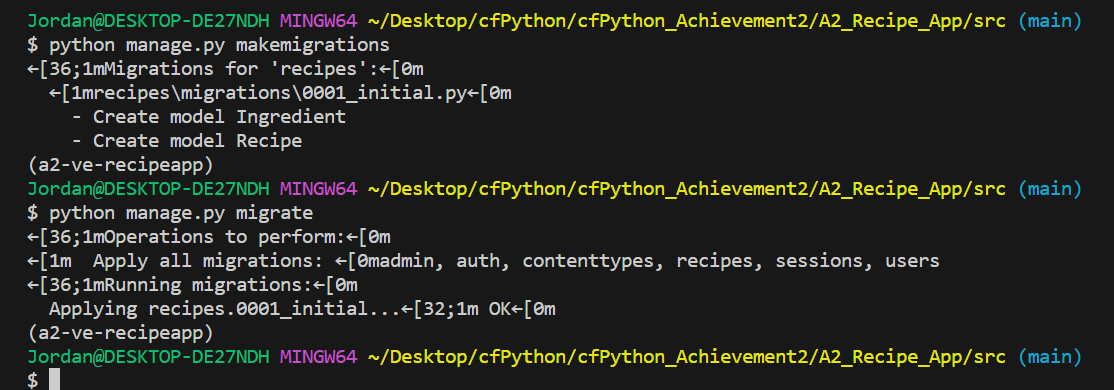 Jordan@DESKTOP-DE27NDH MINGW64 ~/Desktop/cfPython/cfPython_Achievement2/A2_Recipe_App/src (main)
$ python manage.py makemigrations
←[36;1mMigrations for 'recipes':←[0m
  ←[1mrecipes\migrations\0001_initial.py←[0m
    - Create model Ingredient
    - Create model Recipe
(a2-ve-recipeapp)
Jordan@DESKTOP-DE27NDH MINGW64 ~/Desktop/cfPython/cfPython_Achievement2/A2_Recipe_App/src (main)
$ python manage.py migrate
←[36;1mOperations to perform:←[0m
←[1m  Apply all migrations: ←[0madmin, auth, contenttypes, recipes, sessions, users
←[36;1mRunning migrations:←[0m
  Applying recipes.0001_initial...←[32;1m OK←[0m
(a2-ve-recipeapp)
Jordan@DESKTOP-DE27NDH MINGW64 ~/Desktop/cfPython/cfPython_Achievement2/A2_Recipe_App/src (main)
$